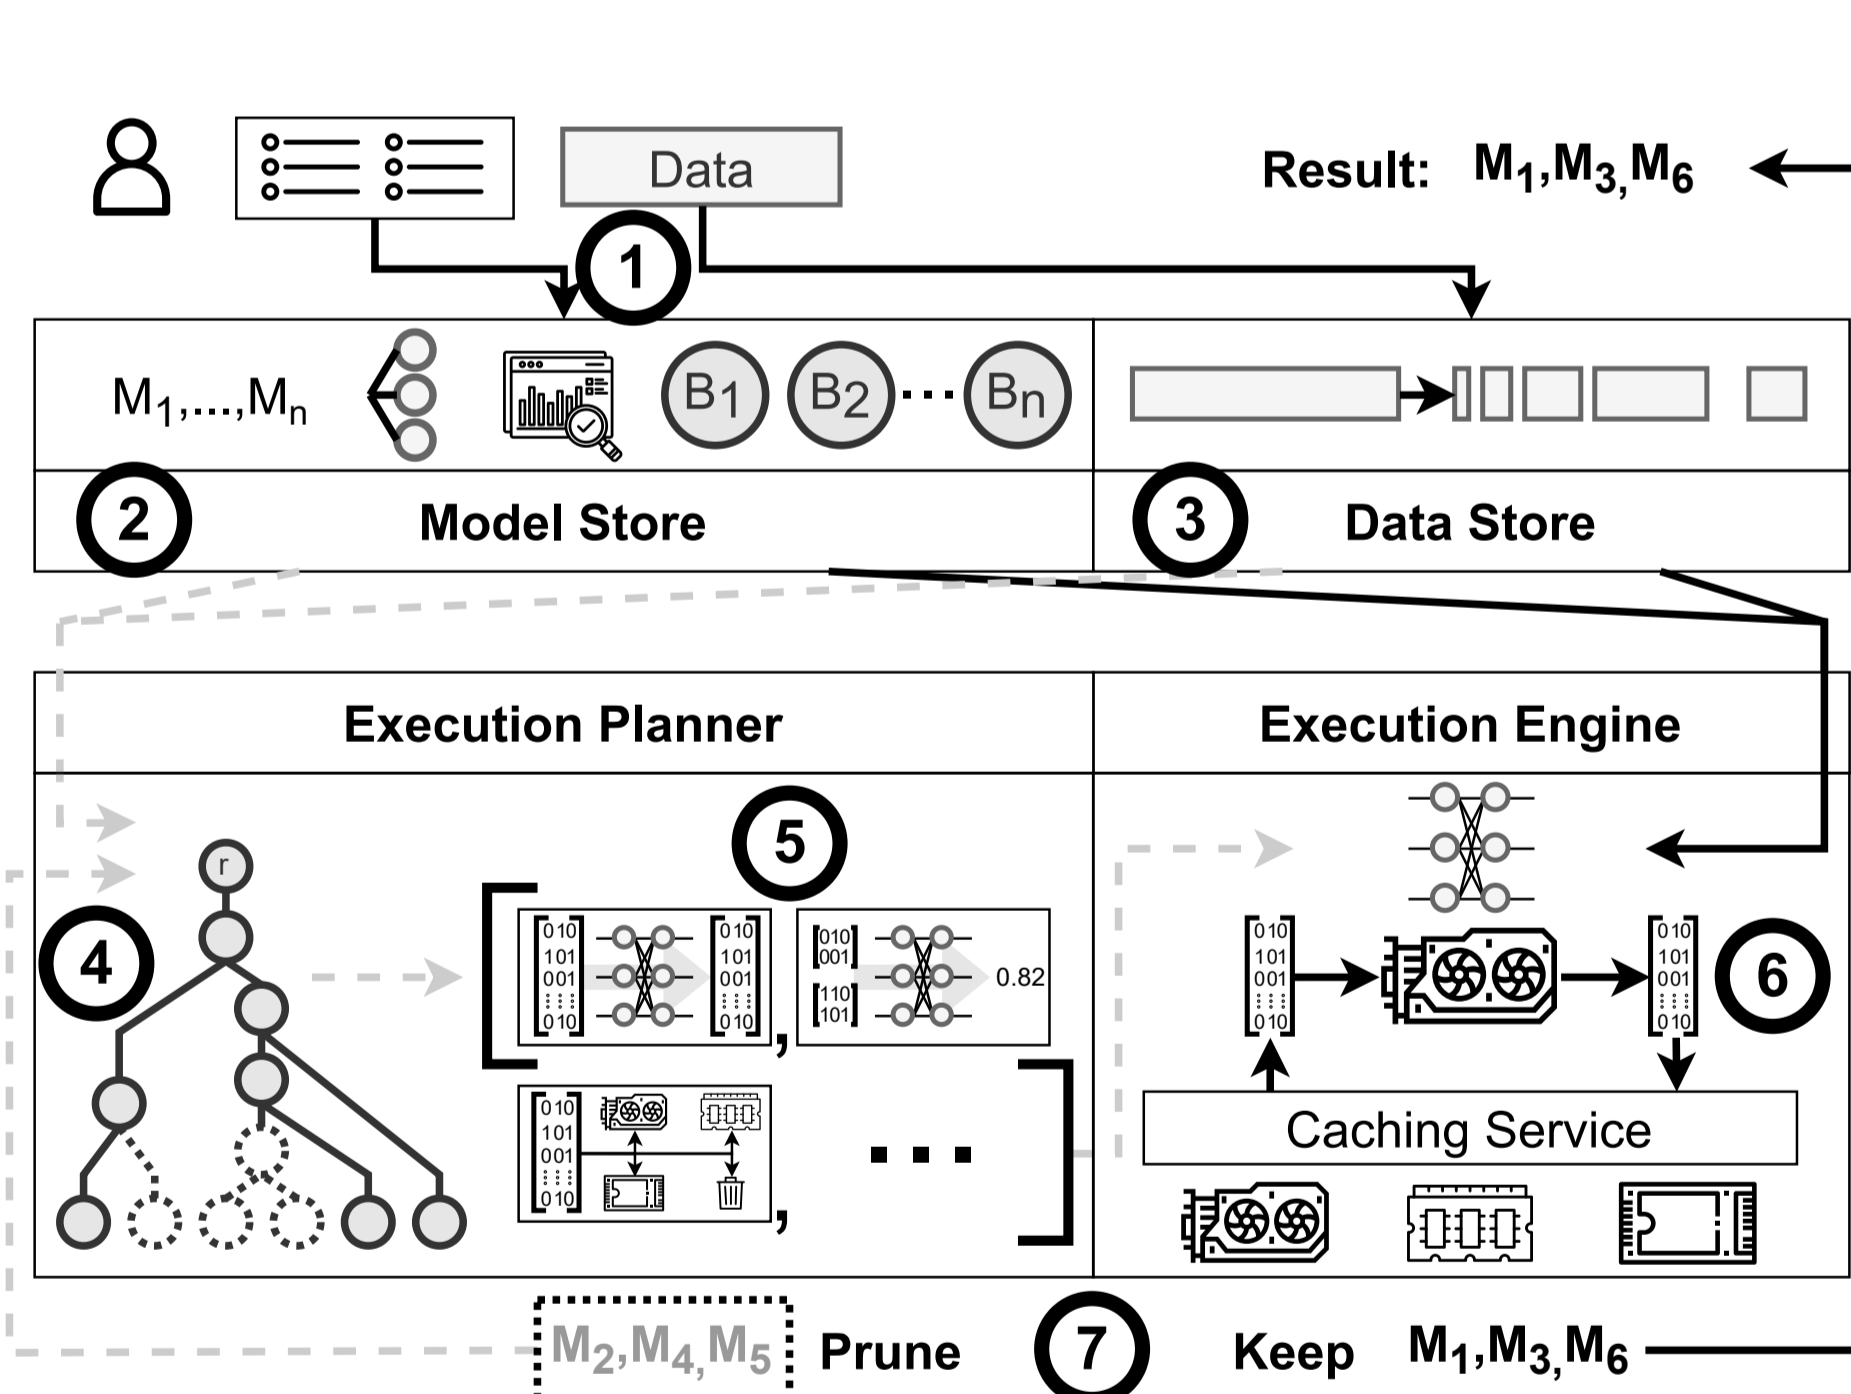 Data
Result: M1,M3,M6
1
M1,...,Mn
B1 B2 ... Bn
2 Model Store
3 Data Store
Execution Planner
Execution Engine
r
4
5
010
101
001
010
,
010
101
001
010
010
001
110
101
0.82
010
101
001
010
,
...
010
101
001
010
010
101
001
010
6
Caching Service
M2,M4,M5 Prune 7 Keep M1,M3,M6